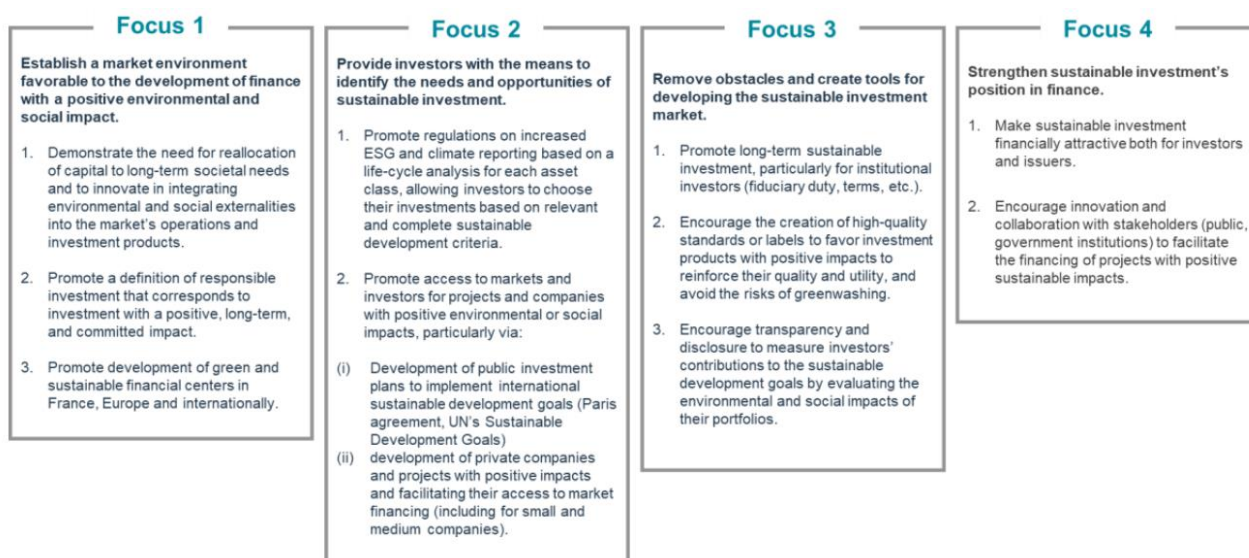 Focus 1
Establish a market environment
favorable to the development of finance
with a positive environmental and
social impact.
1. Demonstrate the need for reallocation
of capital to long-term societal needs
and to innovate in integrating
environmental and social externalities
into the market's operations and
investment products.
2. Promote a definition of responsible
investment that corresponds to
investment with a positive, long-term,
and committed impact.
3. Promote development of green and
sustainable financial centers in
France, Europe and internationally.
Focus 2
Provide investors with the means to
identify the needs and opportunities of
sustainable investment.
1. Promote regulations on increased
ESG and climate reporting based on a
life-cycle analysis for each asset
class, allowing investors to choose
their investments based on relevant
and complete sustainable
development criteria.
2. Promote access to markets and
investors for projects and companies
with positive environmental or social
impacts, particularly via:
(i) Development of public investment
plans to implement international
sustainable development goals (Paris
agreement, UN's Sustainable
Development Goals)
(ii) development of private companies
and projects with positive impacts
and facilitating their access to market
financing (including for small and
medium companies).
Focus 3
Remove obstacles and create tools for
developing the sustainable investment
market.
1. Promote long-term sustainable
investment, particularly for institutional
investors (fiduciary duty, terms, etc.).
2. Encourage the creation of high-quality
standards or labels to favor investment
products with positive impacts to
reinforce their quality and utility, and
avoid the risks of greenwashing.
3. Encourage transparency and
disclosure to measure investors'
contributions to the sustainable
development goals by evaluating the
environmental and social impacts of
their portfolios.
Focus 4
Strengthen sustainable investment's
position in finance.
1. Make sustainable investment
financially attractive both for investors
and issuers.
2. Encourage innovation and
collaboration with stakeholders (public,
government institutions) to facilitate
the financing of projects with positive
sustainable impacts.